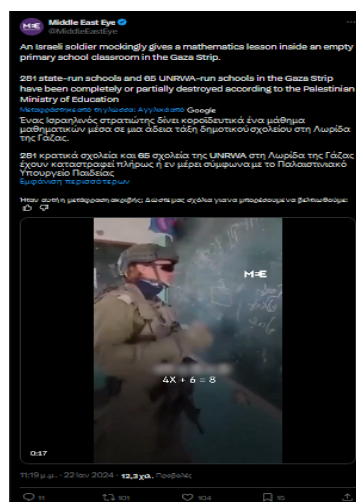 Middle East Eye
@MiddleEastEye
An Israeli soldier mockingly gives a mathematics lesson inside an empty
primary school classroom in the Gaza Strip.
281 state-run schools and 65 UNRWA-run schools in the Gaza Strip
have been completely or partially destroyed according to the Palestinian
Ministry of Education
Μεταφράστηκε από τη γλώσσα: Αγγλικά από Google
Ένας Ισραηλινός στρατιώτης δίνει κοροϊδευτικά ένα μάθημα
μαθηματικών μέσα σε μια άδεια τάξη δημοτικού σχολείου στη Λωρίδα
της Γάζας.
281 κρατικά σχολεία και 65 σχολεία της UNRWA στη Λωρίδα της Γάζας
έχουν καταστραφεί πλήρως ή εν μέρει σύμφωνα με το Παλαιστινιακό
Υπουργείο Παιδείας
Εμφάνιση περισσότερων
Ήταν αυτή η μετάφραση ακριβής; Δώστε μας σχόλια για να μπορέσουμε να βελτιωθούμε:
MEE
4X + 6 = 8
0:17
11:19 μ.μ. · 22 Ιαν 2024 · 12,3 χιλ. Προβολές
11 101 104 15